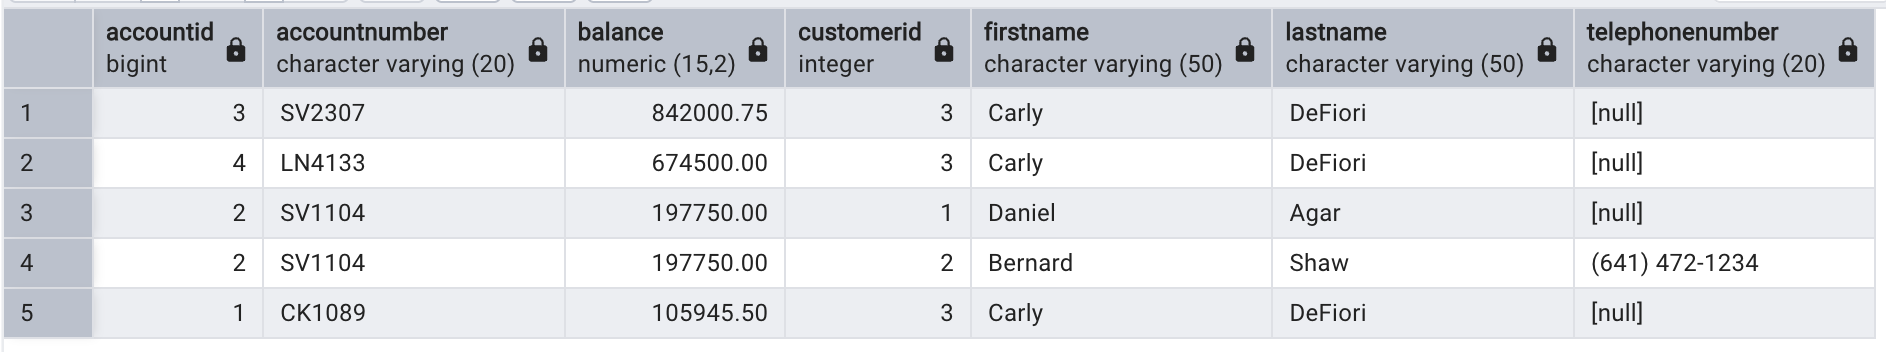 accountid accountnumber balance customerid firstname lastname telephonenumber
bigint character varying (20) numeric (15,2) integer character varying (50) character varying (50) character varying (20)
1 3 SV2307 842000.75 3 Carly DeFiori [null]
2 4 LN4133 674500.00 3 Carly DeFiori [null]
3 2 SV1104 197750.00 1 Daniel Agar [null]
4 2 SV1104 197750.00 2 Bernard Shaw (641) 472-1234
5 1 CK1089 105945.50 3 Carly DeFiori [null]